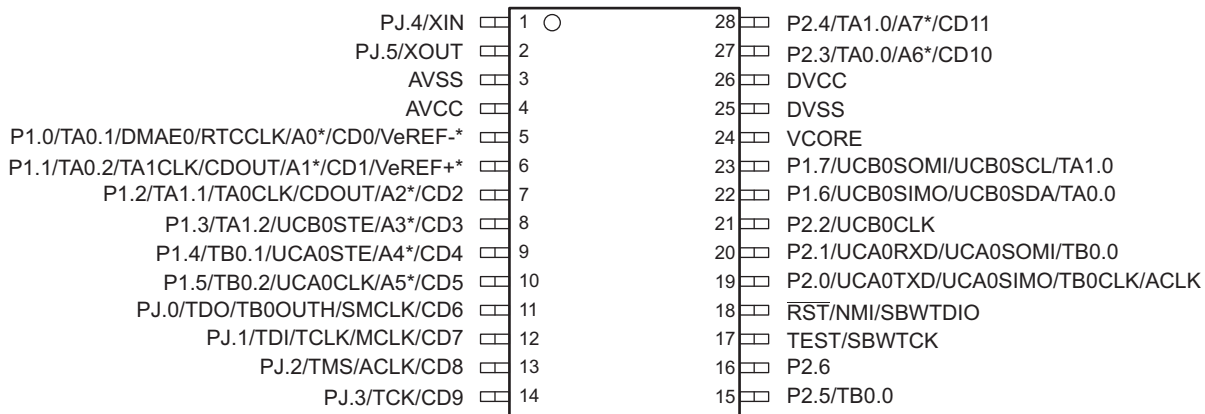 PJ.4/XIN 1 28 P2.4/TA1.0/A7*/CD11
PJ.5/XOUT 2 27 P2.3/TA0.0/A6*/CD10
AVSS 3 26 DVCC
AVCC 4 25 DVSS
P1.0/TA0.1/DMAE0/RTCCLK/A0*/CD0/VeREF-* 5 24 VCORE
P1.1/TA0.2/TA1CLK/CDOUT/A1*/CD1/VeREF+* 6 23 P1.7/UCB0SOMI/UCB0SCL/TA1.0
P1.2/TA1.1/TA0CLK/CDOUT/A2*/CD2 7 22 P1.6/UCB0SIMO/UCB0SDA/TA0.0
P1.3/TA1.2/UCB0STE/A3*/CD3 8 21 P2.2/UCB0CLK
P1.4/TB0.1/UCA0STE/A4*/CD4 9 20 P2.1/UCA0RXD/UCA0SOMI/TB0.0
P1.5/TB0.2/UCA0CLK/A5*/CD5 10 19 P2.0/UCA0TXD/UCA0SIMO/TB0CLK/ACLK
PJ.0/TDO/TB0OUTH/SMCLK/CD6 11 18 RST/NMI/SBWTDIO
PJ.1/TDI/TCLK/MCLK/CD7 12 17 TEST/SBWTCK
PJ.2/TMS/ACLK/CD8 13 16 P2.6
PJ.3/TCK/CD9 14 15 P2.5/TB0.0